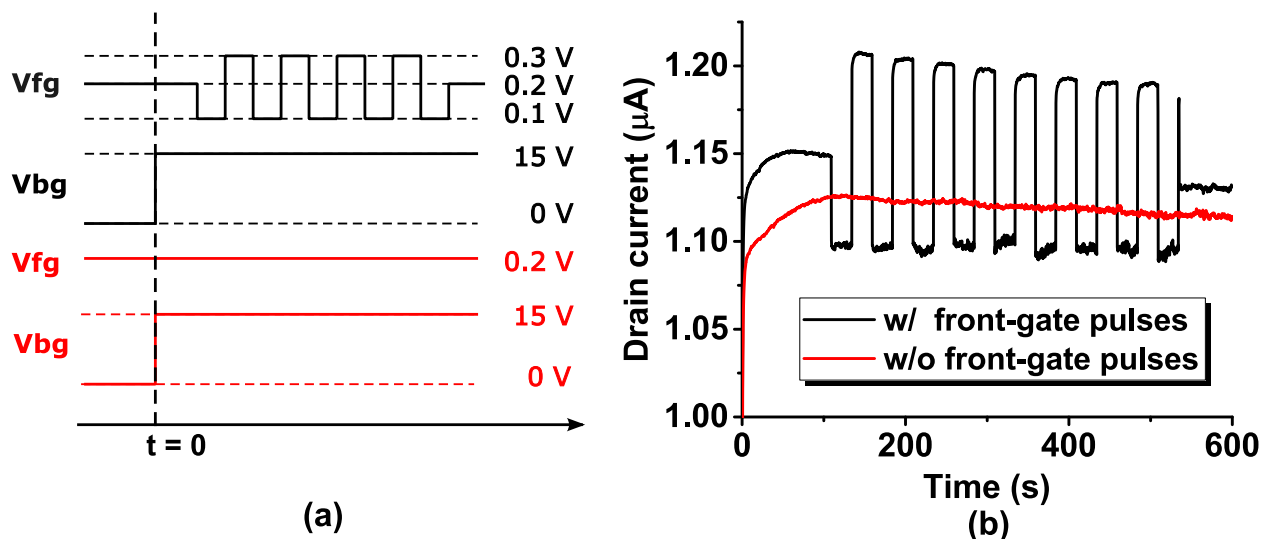 Vfg
0.3 V
0.2 V
0.1 V
Vbg
15 V
0 V
Vfg
0.2 V
Vbg
15 V
0 V
t = 0
(a)
Drain current (μA)
1.20
1.15
1.10
1.05
1.00
w/ front-gate pulses
w/o front-gate pulses
0 200 400 600
Time (s)
(b)